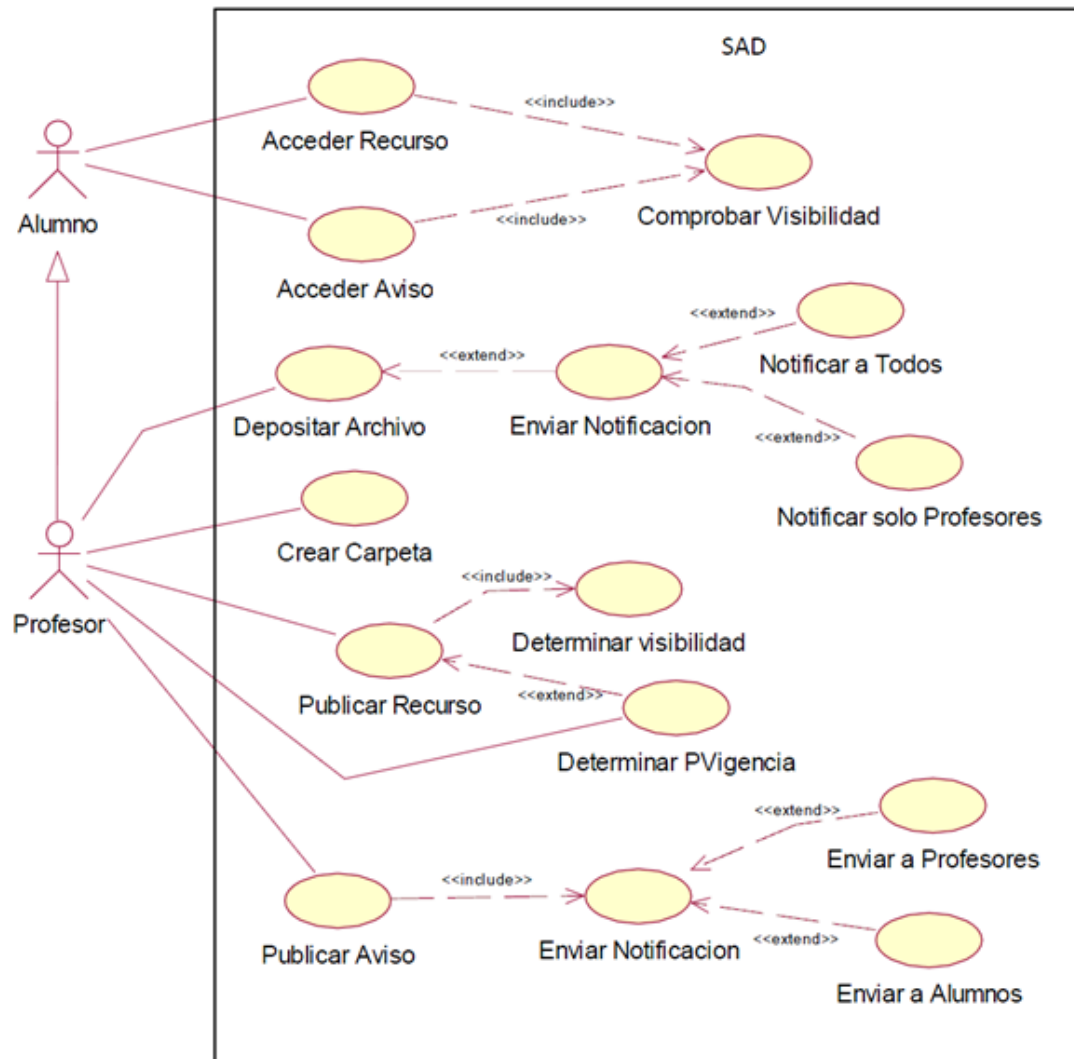 SAD
<<include>>
Acceder Recurso
Alumno
Comprobar Visibilidad
<<include>>
Acceder Aviso
<<extend>>
Notificar a Todos
<<extend>>
Depositar Archivo
Enviar Notificacion
<<extend>>
Notificar solo Profesores
Crear Carpeta
<<include>>
Profesor
Determinar visibilidad
Publicar Recurso
<<extend>>
Determinar PVigencia
<<extend>>
Enviar a Profesores
<<include>>
Publicar Aviso
Enviar Notificacion
<<extend>>
Enviar a Alumnos